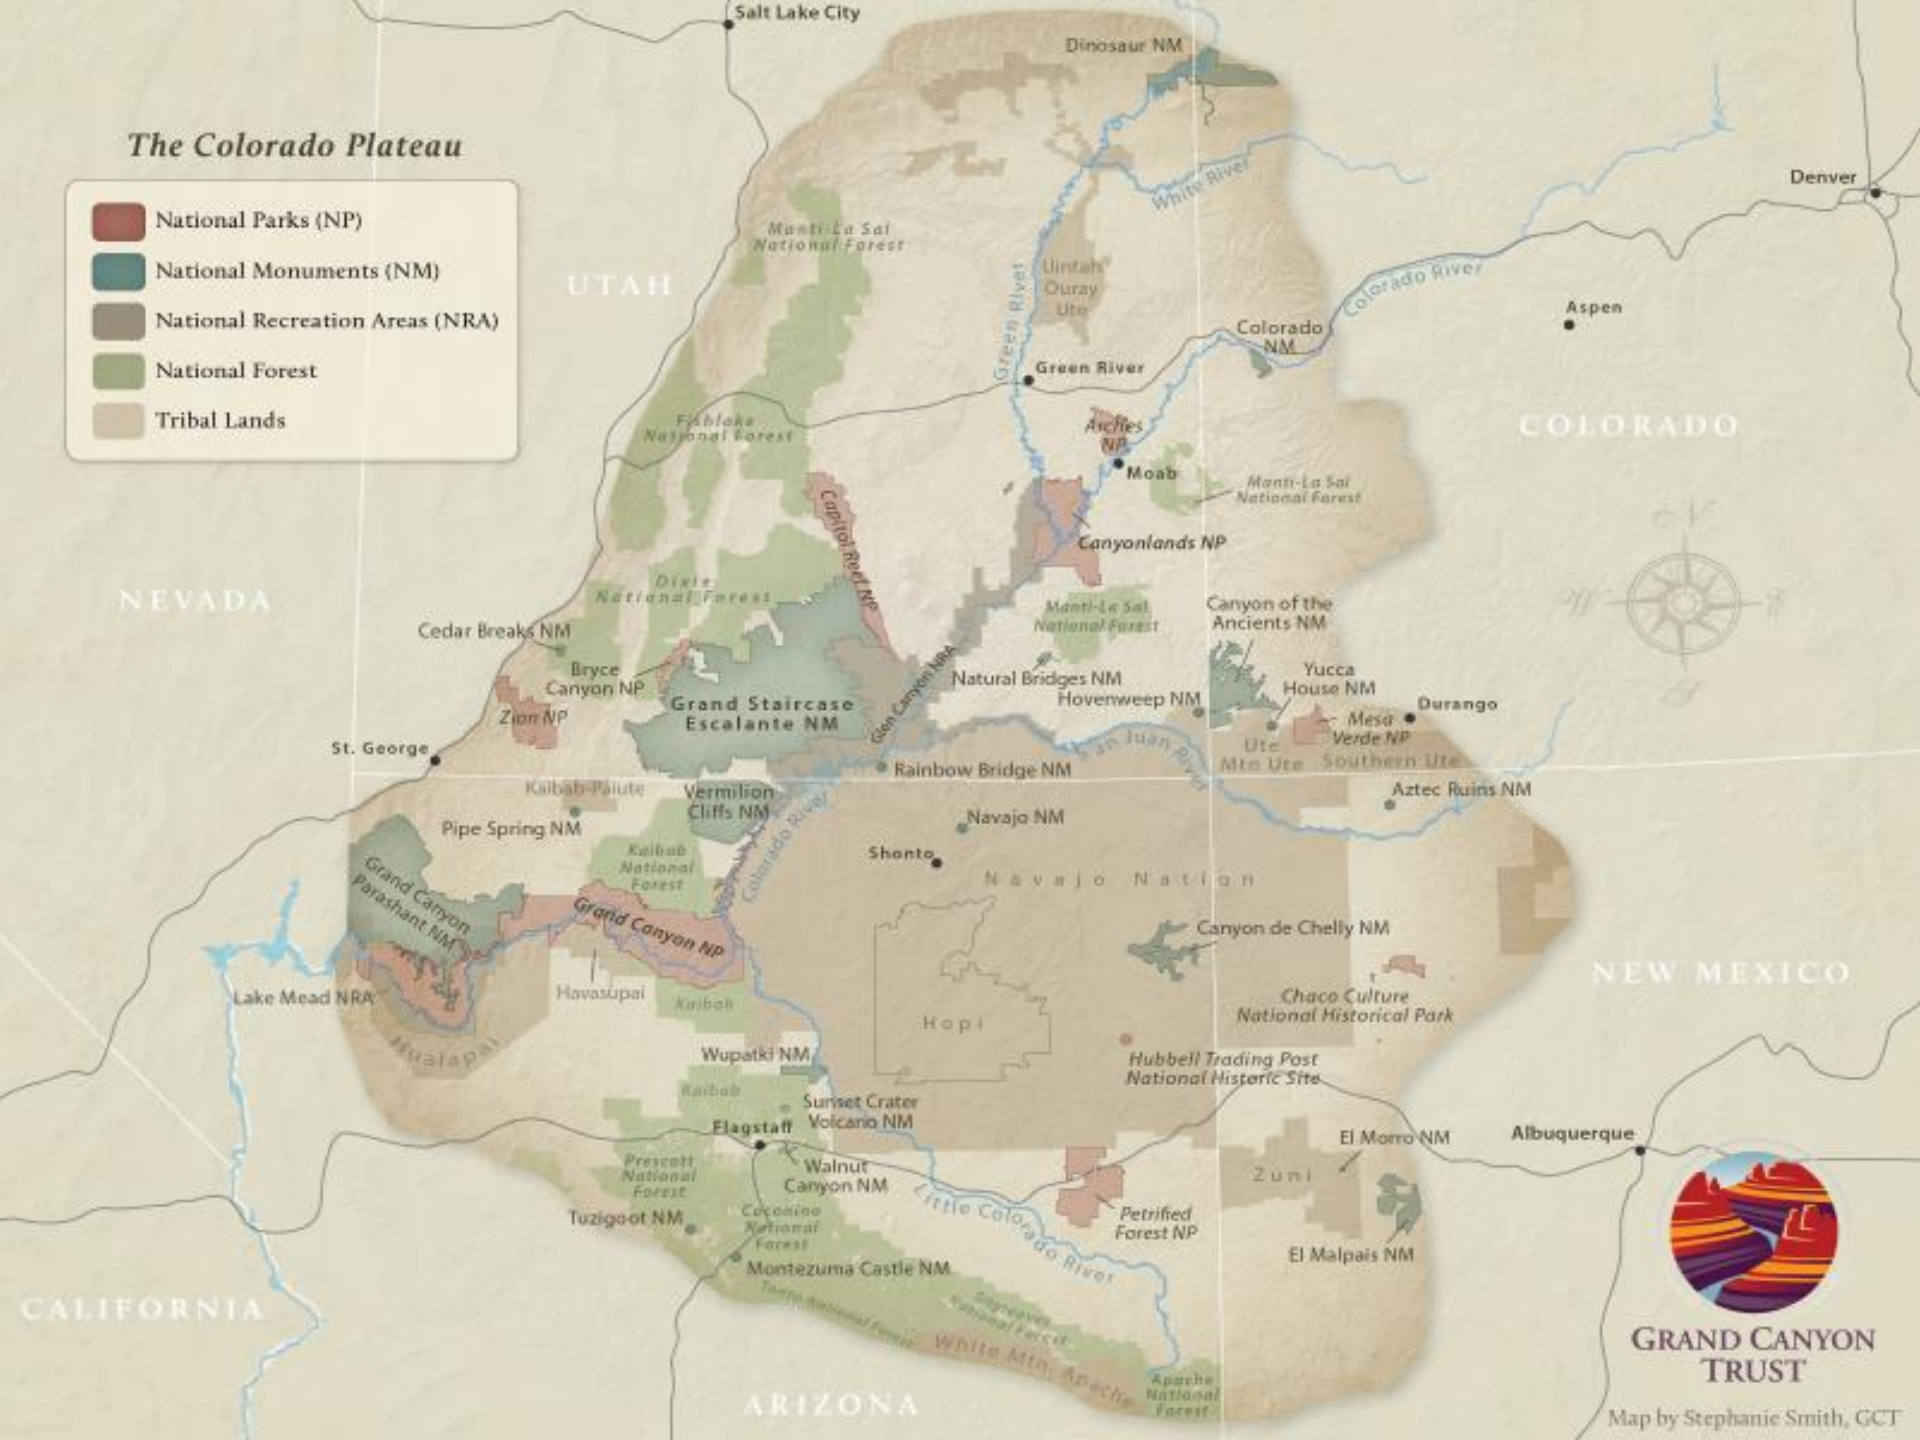 Salt Lake City
Dinosaur NM
The Colorado Plateau
National Parks (NP)
National Monuments (NM)
National Recreation Areas (NRA)
National Forest
Tribal Lands
White River
Denver
Manti-La Sal
National Forest
UTAH
Green River
Uintah
Ouray
Ute
Colorado River
Aspen
Colorado
NM
Green River
Fishlake
National Forest
Arches
NP
Moab
COLORADO
Manti-La Sal
National Forest
Capitol Reef NP
Canyonlands NP
N
W
E
S
NEVADA
Dixie
National Forest
Manti-La Sal
National Forest
Canyon of the
Ancients NM
Cedar Breaks NM
Bryce
Canyon NP
Natural Bridges NM
Hovenweep NM
Yucca
House NM
Zion NP
Grand Staircase
Escalante NM
Glen Canyon NRA
Durango
Mesa
Verde NP
St. George
San Juan River
Ute
Mtn Ute
Southern Ute
Rainbow Bridge NM
Kaibab-Paiute
Vermilion
Cliffs NM
Aztec Ruins NM
Pipe Spring NM
Navajo NM
Colorado River
Kaibab
National
Forest
Shonto
Navajo Nation
Grand Canyon
Parashant NM
Grand Canyon NP
Canyon de Chelly NM
NEW MEXICO
Lake Mead NRA
Havasupai
Kaibab
Chaco Culture
National Historical Park
Hopi
Hualapai
Wupatki NM
Hubbell Trading Post
National Historic Site
Kaibab
Sunset Crater
Volcano NM
Flagstaff
El Morro NM
Albuquerque
Prescott
National
Forest
Walnut
Canyon NM
Zuni
Tuzigoot NM
Coconino
National
Forest
Little Colorado River
Petrified
Forest NP
El Malpais NM
Montezuma Castle NM
CALIFORNIA
Tonto National Forest
Sitgreaves
National Forest
White Mtn. Apache
Apache
National
Forest
ARIZONA
GRAND CANYON
TRUST
Map by Stephanie Smith, GCT